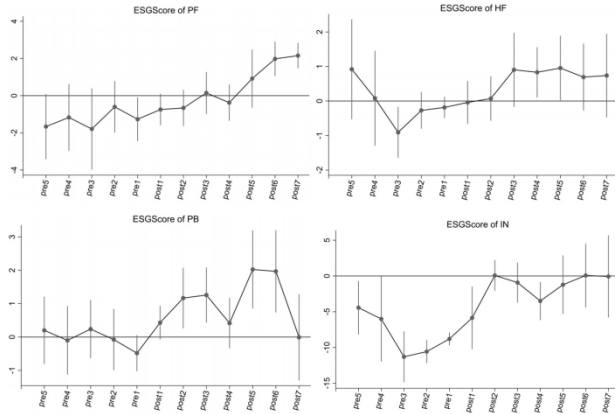 ESGScore of PF
4
2
0
-2
-4
pre5 pre4 pre3 pre2 pre1 post1 post2 post3 post4 post5 post6 post7
ESGScore of HF
2
1
0
-1
-2
pre5 pre4 pre3 pre2 pre1 post1 post2 post3 post4 post5 post6 post7
ESGScore of PB
3
2
1
0
-1
pre5 pre4 pre3 pre2 pre1 post1 post2 post3 post4 post5 post6 post7
ESGScore of IN
5
0
-5
-10
-15
pre5 pre4 pre3 pre2 pre1 post1 post2 post3 post4 post5 post6 post7